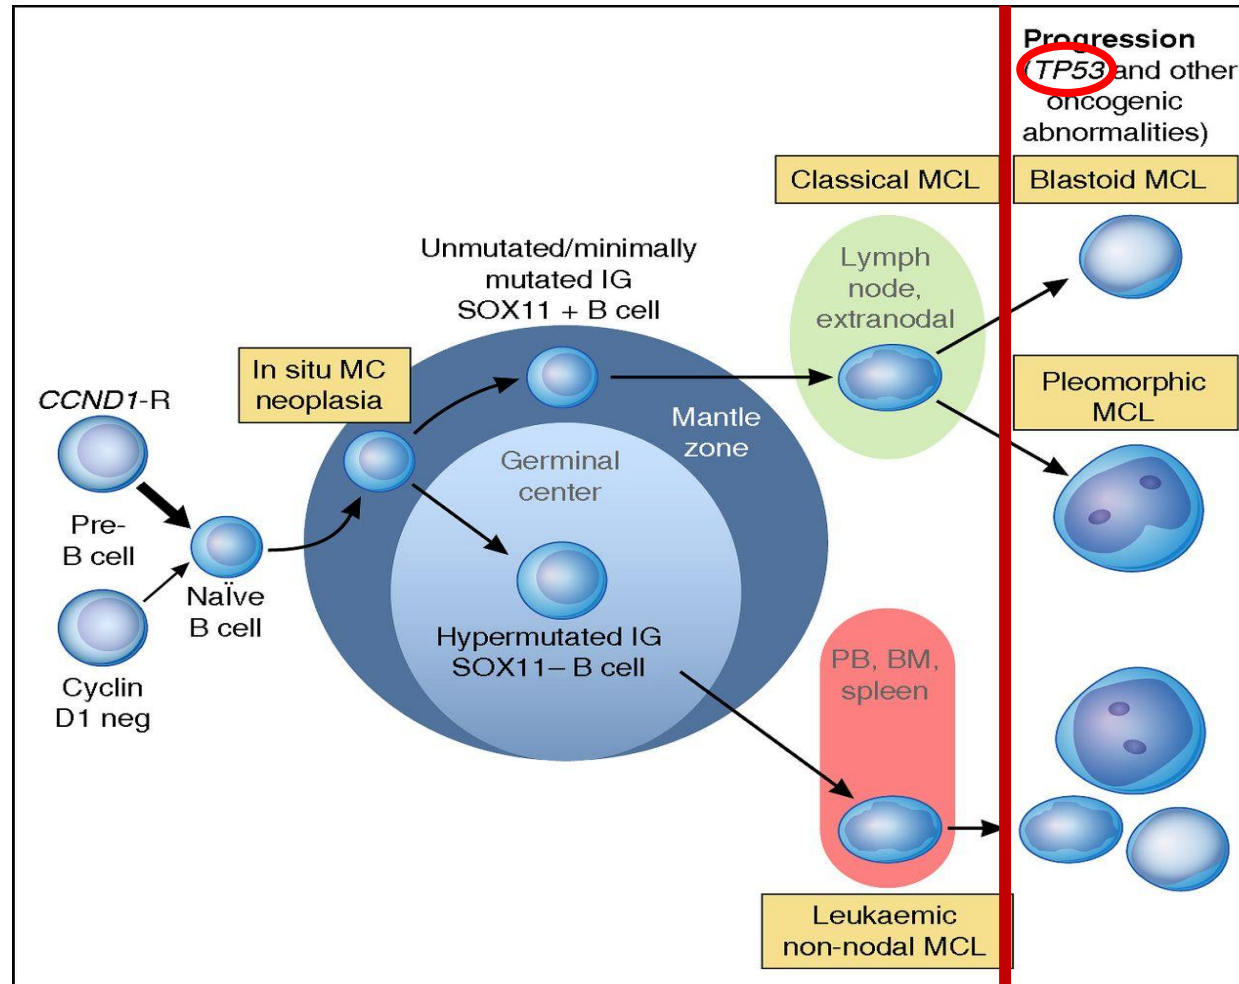 Progression
(TP53 and other
oncogenic
abnormalities)
Classical MCL
Blastoid MCL
Unmutated/minimally
mutated IG
SOX11 + B cell
Lymph
node,
extranodal
In situ MC
neoplasia
CCND1-R
Pleomorphic
MCL
Mantle
zone
Germinal
center
Pre-
B cell
NaÏve
B cell
Hypermutated IG
SOX11– B cell
PB, BM,
spleen
Cyclin
D1 neg
Leukaemic
non-nodal MCL